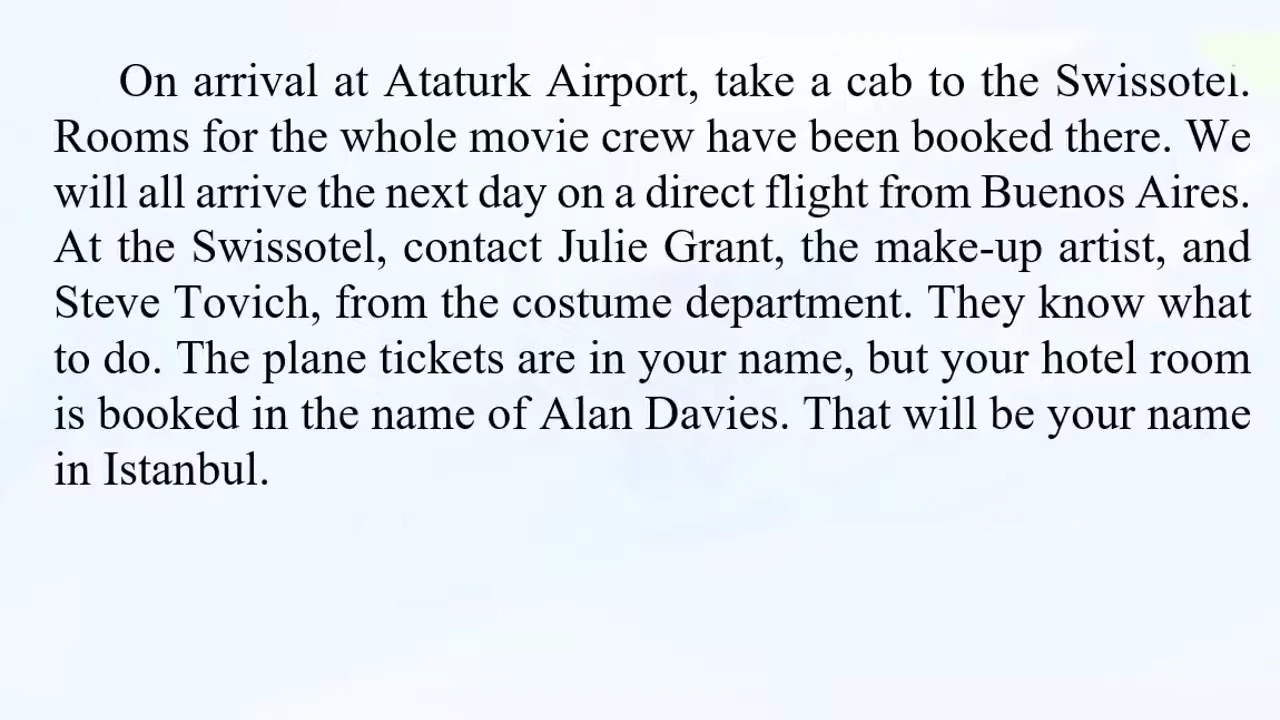 On arrival at Ataturk Airport, take a cab to the Swissotel.
Rooms for the whole movie crew have been booked there. We
will all arrive the next day on a direct flight from Buenos Aires.
At the Swissotel, contact Julie Grant, the make-up artist, and
Steve Tovich, from the costume department. They know what
to do. The plane tickets are in your name, but your hotel room
is booked in the name of Alan Davies. That will be your name
in Istanbul.